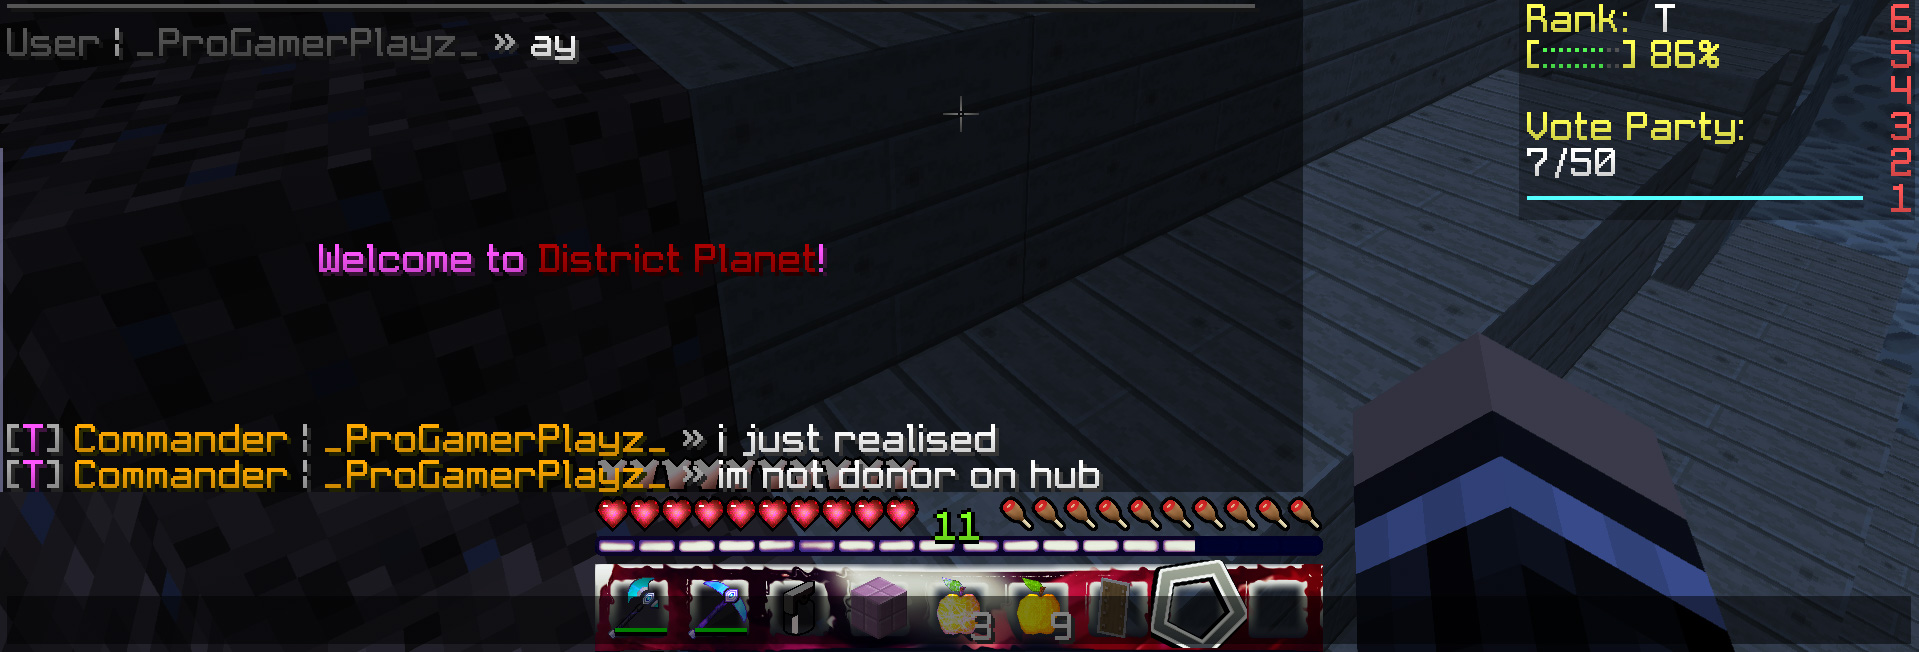 User ¦ _ProGamerPlayz_ » ay
Welcome to District Planet!
[T] Commander ¦ _ProGamerPlayz_ » i just realised
[T] Commander ¦ _ProGamerPlayz_ » im not donor on hub
Rank: T 6
[::::::::::] 86% 5
4
Vote Party: 3
7/50 2
1
11
3 9